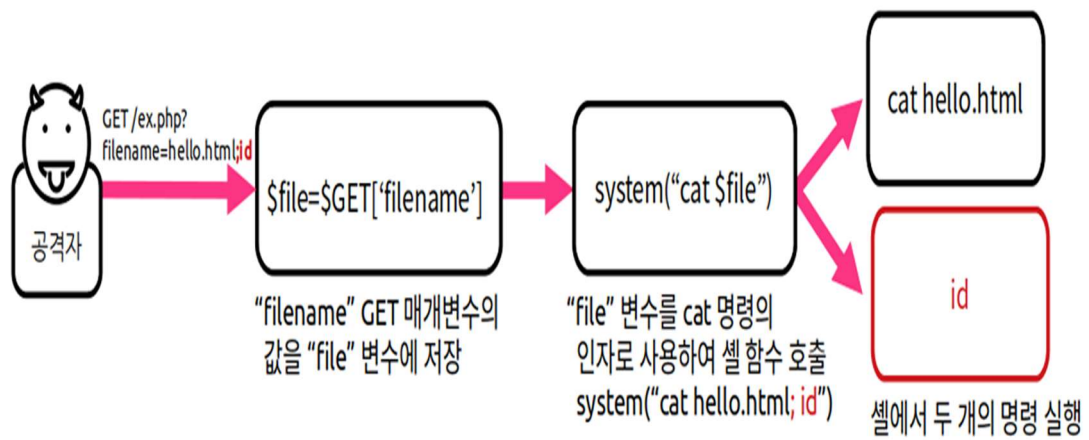 GET /ex.php?
filename=hello.html;id
공격자
$file=$GET[‘filename’]
“filename” GET 매개변수의
값을 “file” 변수에 저장
system(“cat $file”)
“file” 변수를 cat 명령의
인자로 사용하여 셸 함수 호출
system(“cat hello.html; id”)
cat hello.html
id
셸에서 두 개의 명령 실행